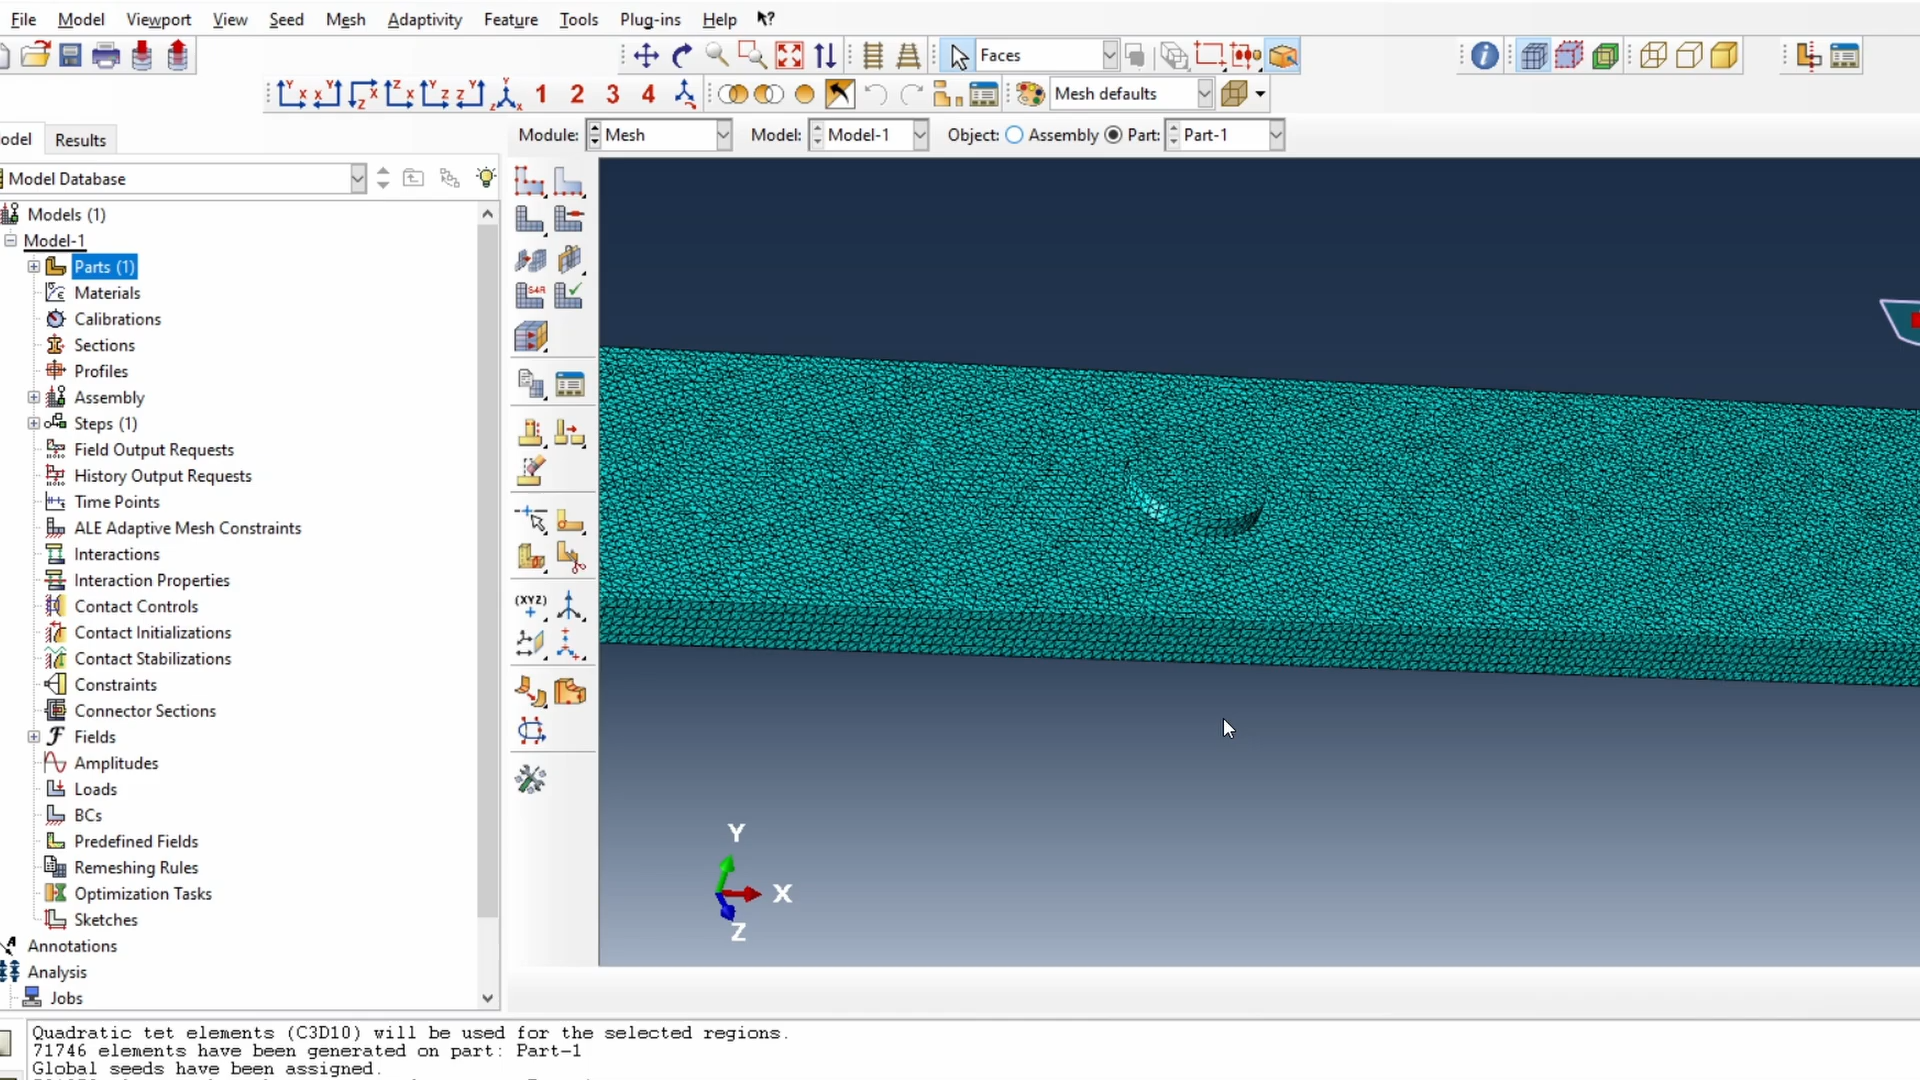 File Model Viewport View Seed Mesh Adaptivity Feature Tools Plug-ins Help
Faces
1 2 3 4 Mesh defaults
Results
Module: Mesh Model: Model-1 Object: Assembly Part: Part-1
Model Database
Models (1)
Model-1
Parts (1)
Materials
Calibrations
Sections
Profiles
Assembly
Steps (1)
Field Output Requests
History Output Requests
Time Points
ALE Adaptive Mesh Constraints
Interactions
Interaction Properties
Contact Controls
Contact Initializations
Contact Stabilizations
Constraints
Connector Sections
Fields
Amplitudes
Loads
BCs
Predefined Fields
Remeshing Rules
Optimization Tasks
Sketches
Annotations
Analysis
Jobs
(XYZ)
Y
X
Z
Quadratic tet elements (C3D10) will be used for the selected regions.
71746 elements have been generated on part: Part-1
Global seeds have been assigned.